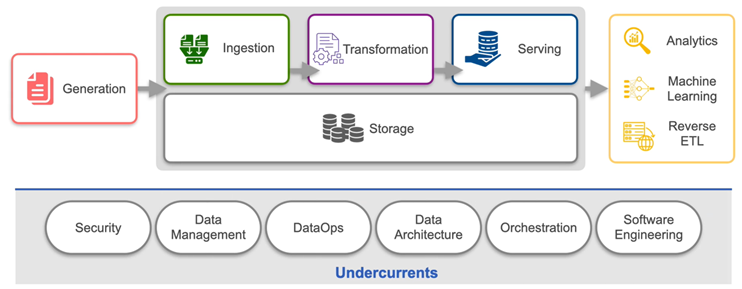 Generation
Ingestion
Transformation
Serving
Storage
Analytics
Machine
Learning
Reverse
ETL
Security
Data
Management
DataOps
Data
Architecture
Orchestration
Software
Engineering
Undercurrents